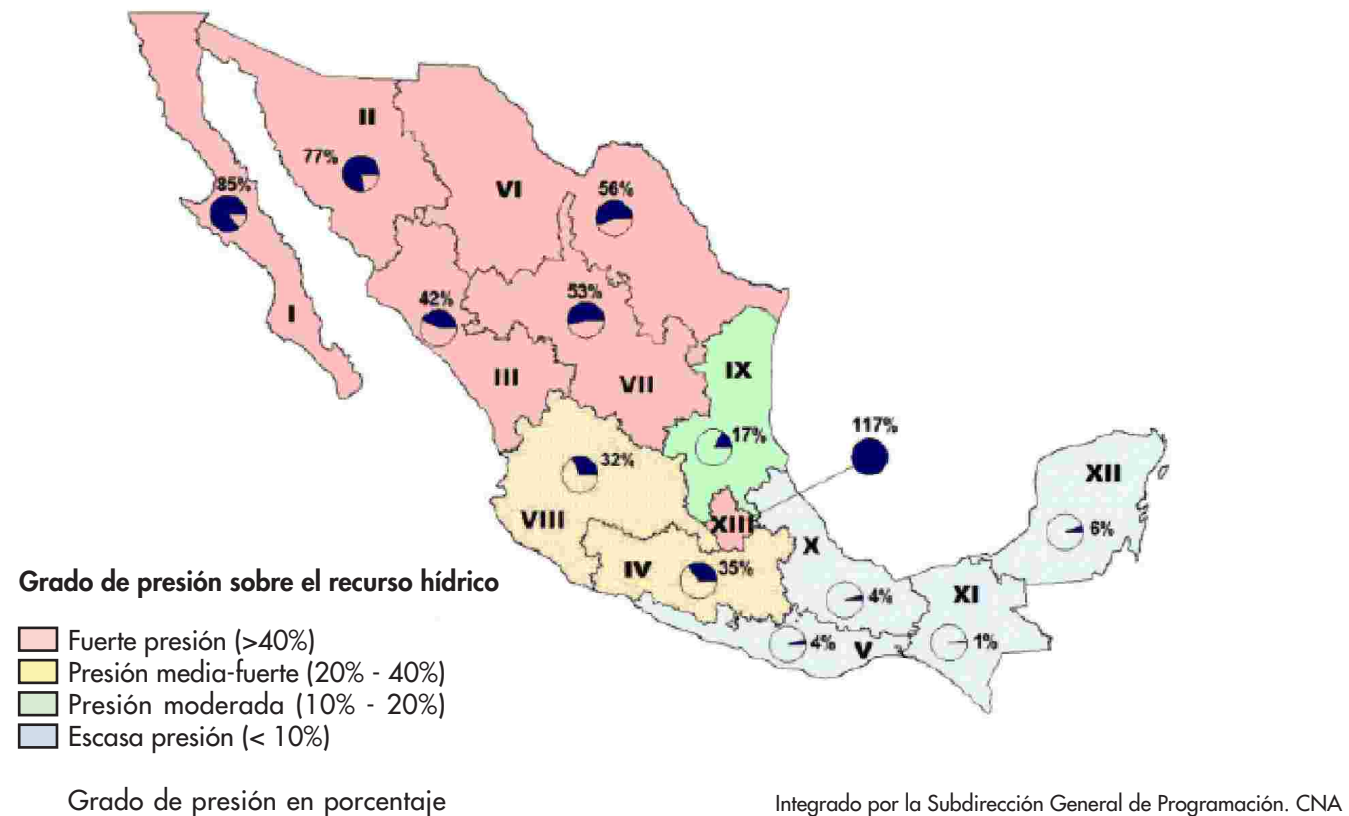 II
77%
85%
VI
56%
42%
53%
I
III
VII
IX
17%
117%
32%
XII
VIII
XIII
6%
X
IV
35%
XI
4%
4%
V
1%
Grado de presión sobre el recurso hídrico
Fuerte presión (>40%)
Presión media-fuerte (20% - 40%)
Presión moderada (10% - 20%)
Escasa presión (< 10%)
Grado de presión en porcentaje
Integrado por la Subdirección General de Programación. CNA